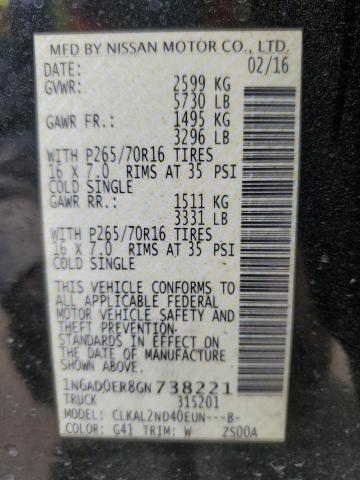 MFD BY NISSAN MOTOR CO., LTD.
DATE: 02/16
GVWR: 2599 KG
5730 LB
GAWR FR.: 1495 KG
3296 LB
WITH P265/70R16 TIRES
16 X 7.0 RIMS AT 35 PSI
COLD SINGLE
GAWR RR.: 1511 KG
3331 LB
WITH P265/70R16 TIRES
16 X 7.0 RIMS AT 35 PSI
COLD SINGLE
THIS VEHICLE CONFORMS TO
ALL APPLICABLE FEDERAL
MOTOR VEHICLE SAFETY AND
THEFT PREVENTION
STANDARDS IN EFFECT ON
THE DATE OF MANUFACTURE
SHOWN ABOVE.
1N6AD0ER8GN738221
TRUCK 315201
MODEL: CLKAL2ND40EUN---B-
COLOR: G41 TRIM: W ZS00A